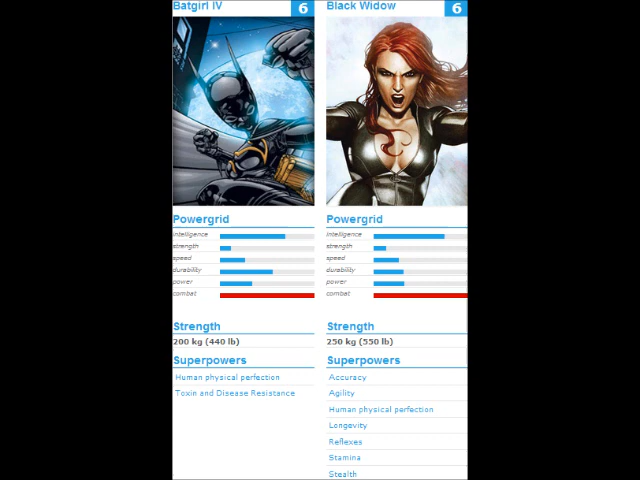 Batgirl IV 6
Powergrid
intelligence
strength
speed
durability
power
combat
Strength
200 kg (440 lb)
Superpowers
Human physical perfection
Toxin and Disease Resistance
Black Widow 6
Powergrid
intelligence
strength
speed
durability
power
combat
Strength
250 kg (550 lb)
Superpowers
Accuracy
Agility
Human physical perfection
Longevity
Reflexes
Stamina
Stealth